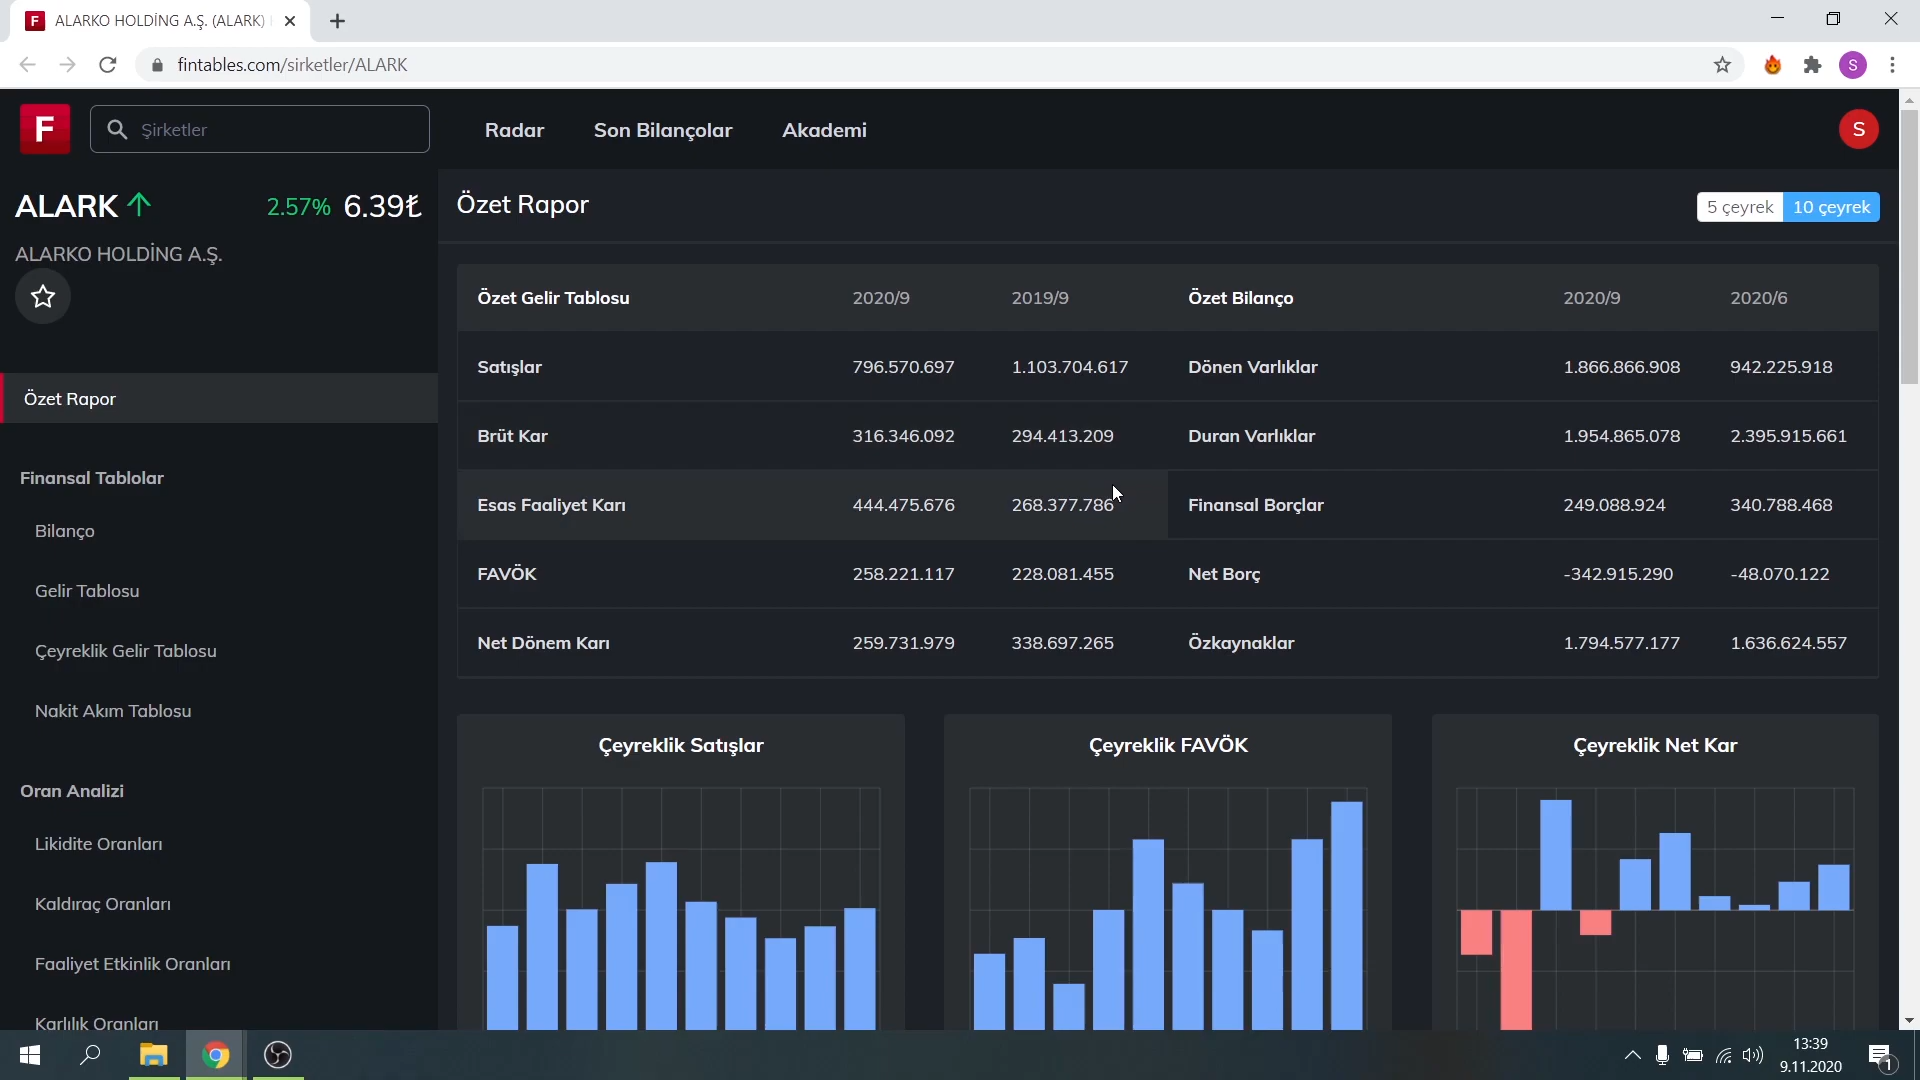 F
ALARKO HOLDİNG A.Ş. (ALARK)
fintables.com/sirketler/ALARK
S
F
Şirketler
Radar
Son Bilançolar
Akademi
S
ALARK
2.57%
6.39₺
ALARKO HOLDİNG A.Ş.
Özet Rapor
Finansal Tablolar
Bilanço
Gelir Tablosu
Çeyreklik Gelir Tablosu
Nakit Akım Tablosu
Oran Analizi
Likidite Oranları
Kaldıraç Oranları
Faaliyet Etkinlik Oranları
Karlılık Oranları
Özet Rapor
5 çeyrek
10 çeyrek
Özet Gelir Tablosu 2020/9 2019/9 Özet Bilanço 2020/9 2020/6
Satışlar 796.570.697 1.103.704.617 Dönen Varlıklar 1.866.866.908 942.225.918
Brüt Kar 316.346.092 294.413.209 Duran Varlıklar 1.954.865.078 2.395.915.661
Esas Faaliyet Karı 444.475.676 268.377.786 Finansal Borçlar 249.088.924 340.788.468
FAVÖK 258.221.117 228.081.455 Net Borç -342.915.290 -48.070.122
Net Dönem Karı 259.731.979 338.697.265 Özkaynaklar 1.794.577.177 1.636.624.557
Çeyreklik Satışlar
Çeyreklik FAVÖK
Çeyreklik Net Kar
13:39
9.11.2020
1